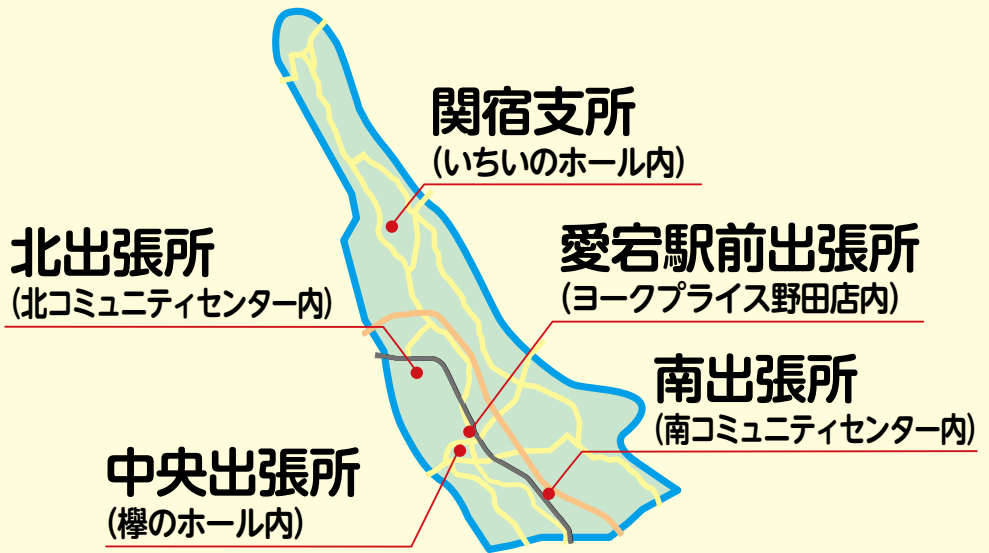 関宿支所
(いちいのホール内)
北出張所
(北コミュニティセンター内)
愛宕駅前出張所
(ヨークプライス野田店内)
南出張所
(南コミュニティセンター内)
中央出張所
(欅のホール内)